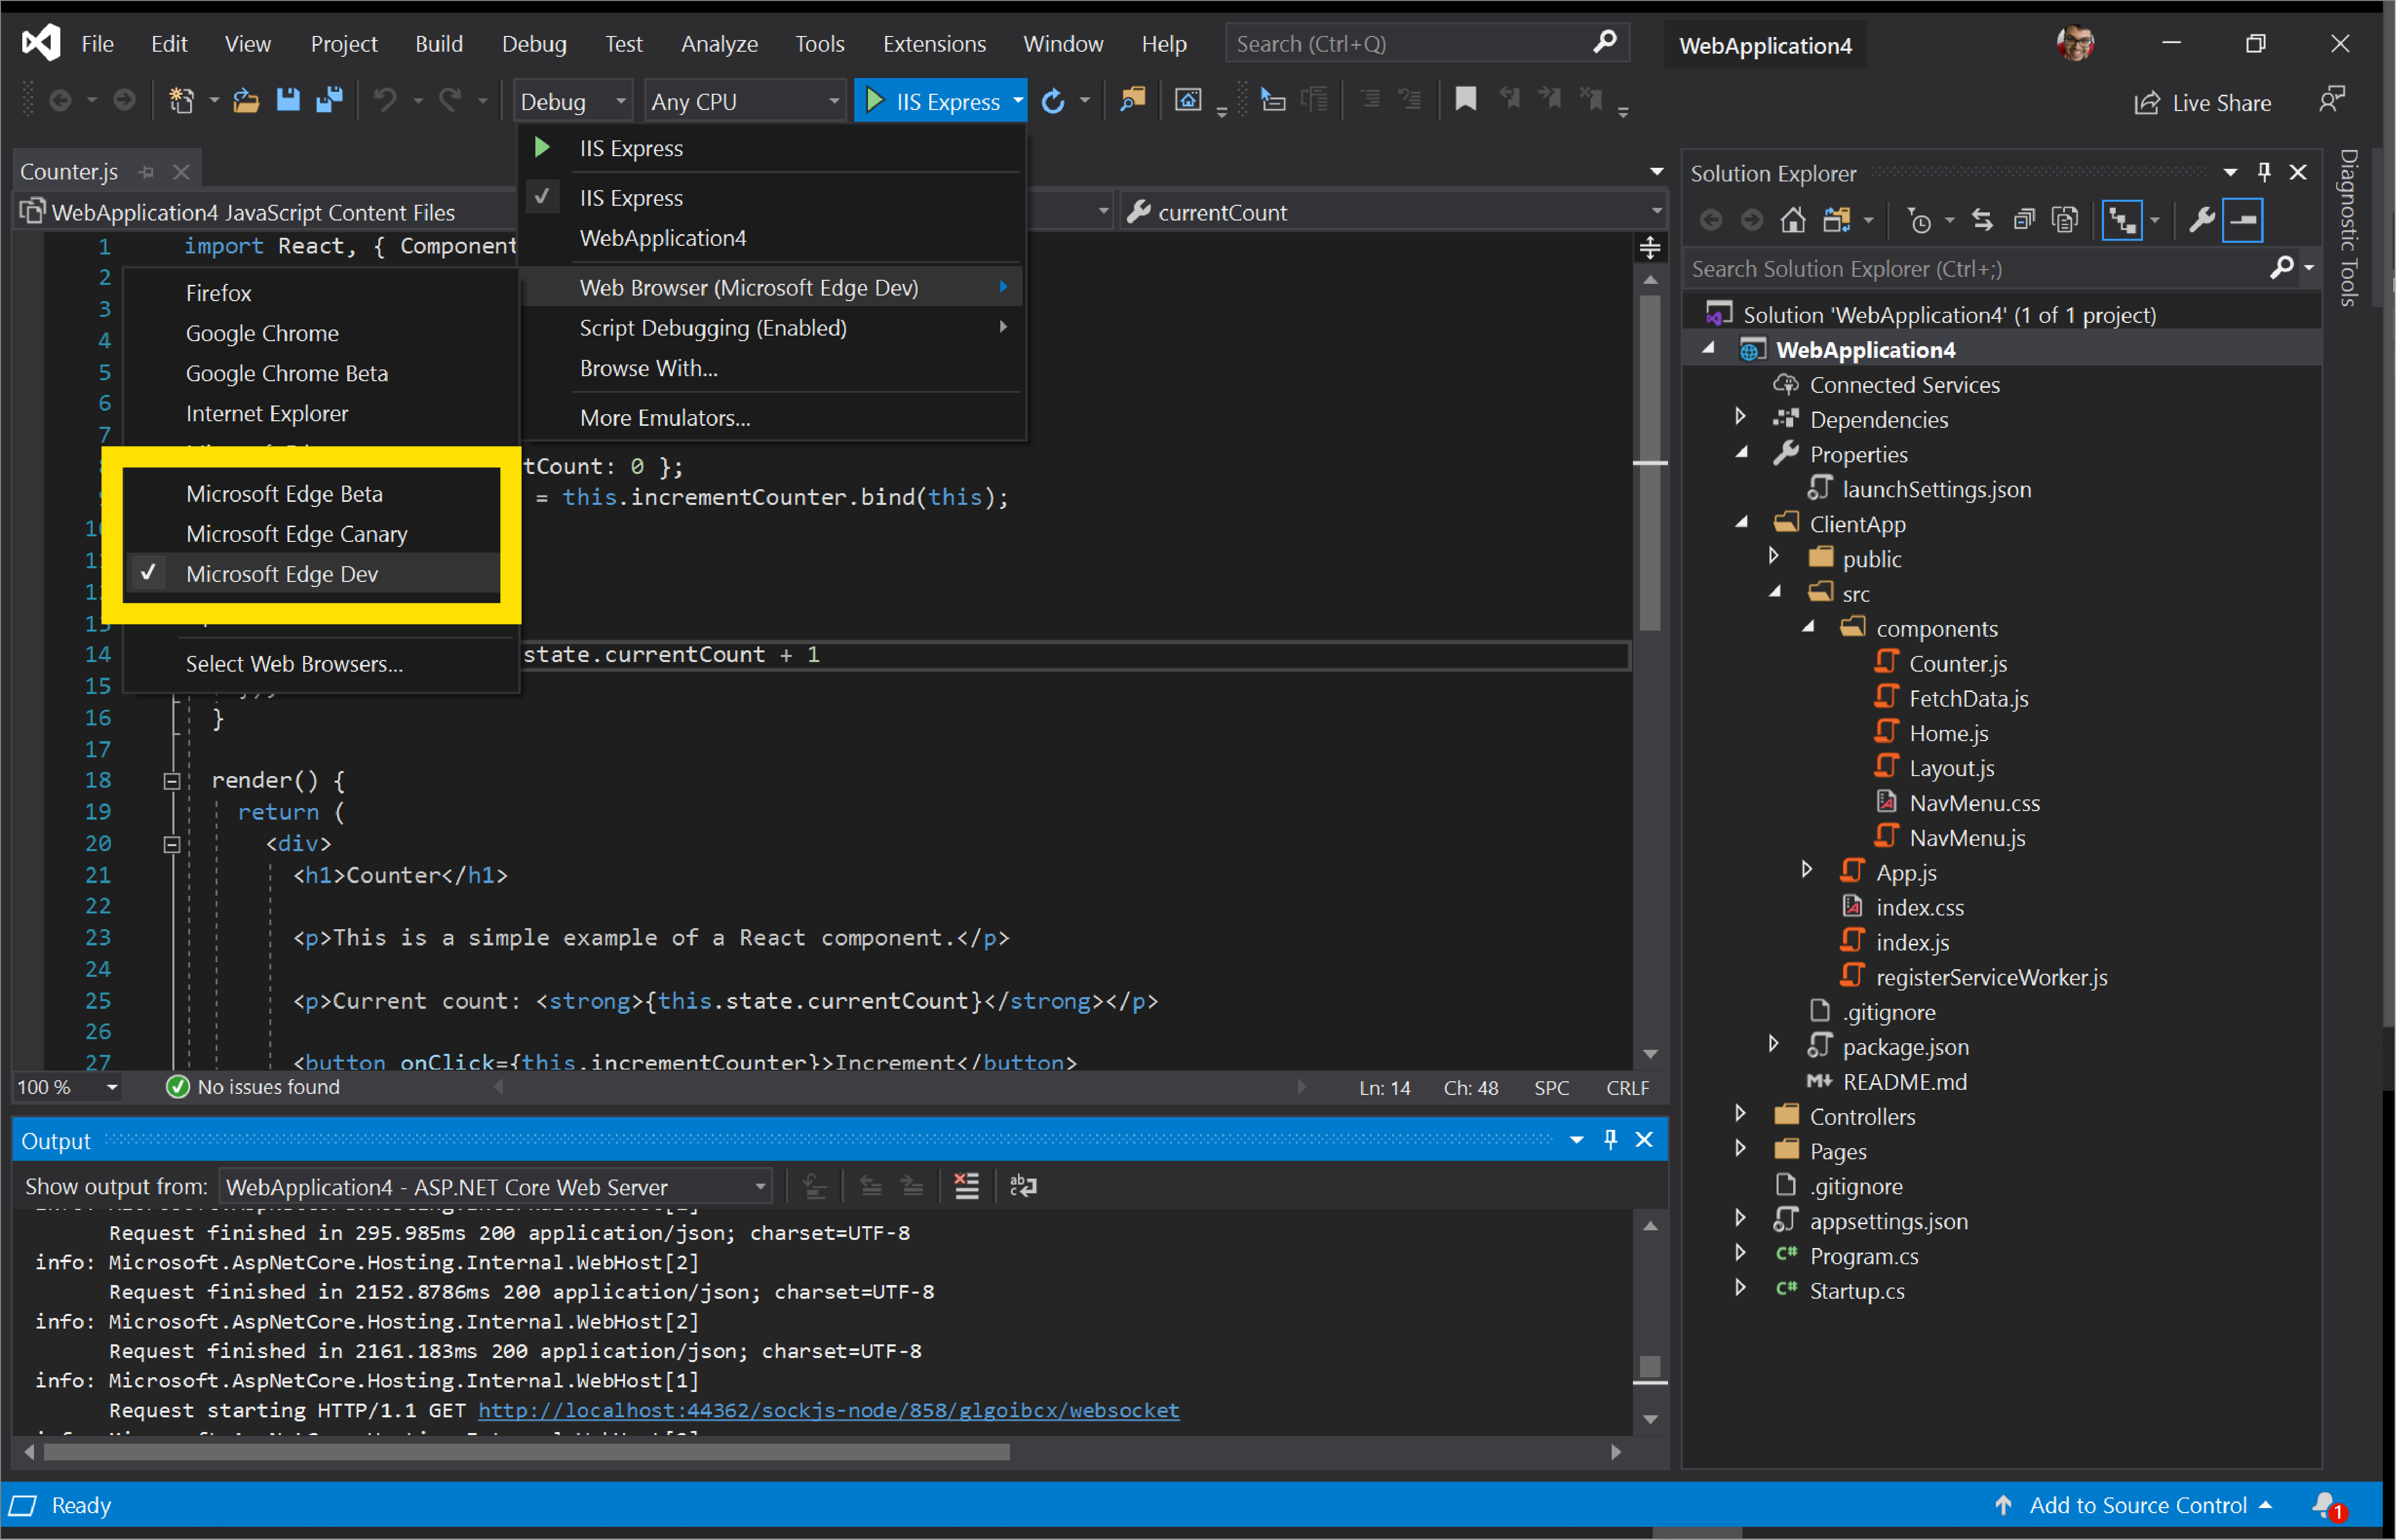 File Edit View Project Build Debug Test Analyze Tools Extensions Window Help Search (Ctrl+Q) WebApplication4
Debug Any CPU IIS Express Live Share
IIS Express
IIS Express
WebApplication4
Web Browser (Microsoft Edge Dev)
Script Debugging (Enabled)
Browse With...
More Emulators...
Firefox
Google Chrome
Google Chrome Beta
Internet Explorer
Microsoft Edge Beta
Microsoft Edge Canary
Microsoft Edge Dev
Select Web Browsers...
Counter.js
WebApplication4 JavaScript Content Files currentCount
1 import React, { Component
2
3
4
5
6
7
tCount: 0 };
= this.incrementCounter.bind(this);
14 state.currentCount + 1
15
16 }
17
18 render() {
19 return (
20 <div>
21 <h1>Counter</h1>
22
23 <p>This is a simple example of a React component.</p>
24
25 <p>Current count: <strong>{this.state.currentCount}</strong></p>
26
27 <button onClick={this.incrementCounter}>Increment</button>
100 % No issues found Ln: 14 Ch: 48 SPC CRLF
Output
Show output from: WebApplication4 - ASP.NET Core Web Server
Request finished in 295.985ms 200 application/json; charset=UTF-8
info: Microsoft.AspNetCore.Hosting.Internal.WebHost[2]
Request finished in 2152.8786ms 200 application/json; charset=UTF-8
info: Microsoft.AspNetCore.Hosting.Internal.WebHost[2]
Request finished in 2161.183ms 200 application/json; charset=UTF-8
info: Microsoft.AspNetCore.Hosting.Internal.WebHost[1]
Request starting HTTP/1.1 GET http://localhost:44362/sockjs-node/858/glgoibcx/websocket
Solution Explorer
Search Solution Explorer (Ctrl+;)
Solution 'WebApplication4' (1 of 1 project)
WebApplication4
Connected Services
Dependencies
Properties
launchSettings.json
ClientApp
public
src
components
Counter.js
FetchData.js
Home.js
Layout.js
NavMenu.css
NavMenu.js
App.js
index.css
index.js
registerServiceWorker.js
.gitignore
package.json
README.md
Controllers
Pages
.gitignore
appsettings.json
C# Program.cs
C# Startup.cs
Diagnostic Tools
Ready Add to Source Control 1